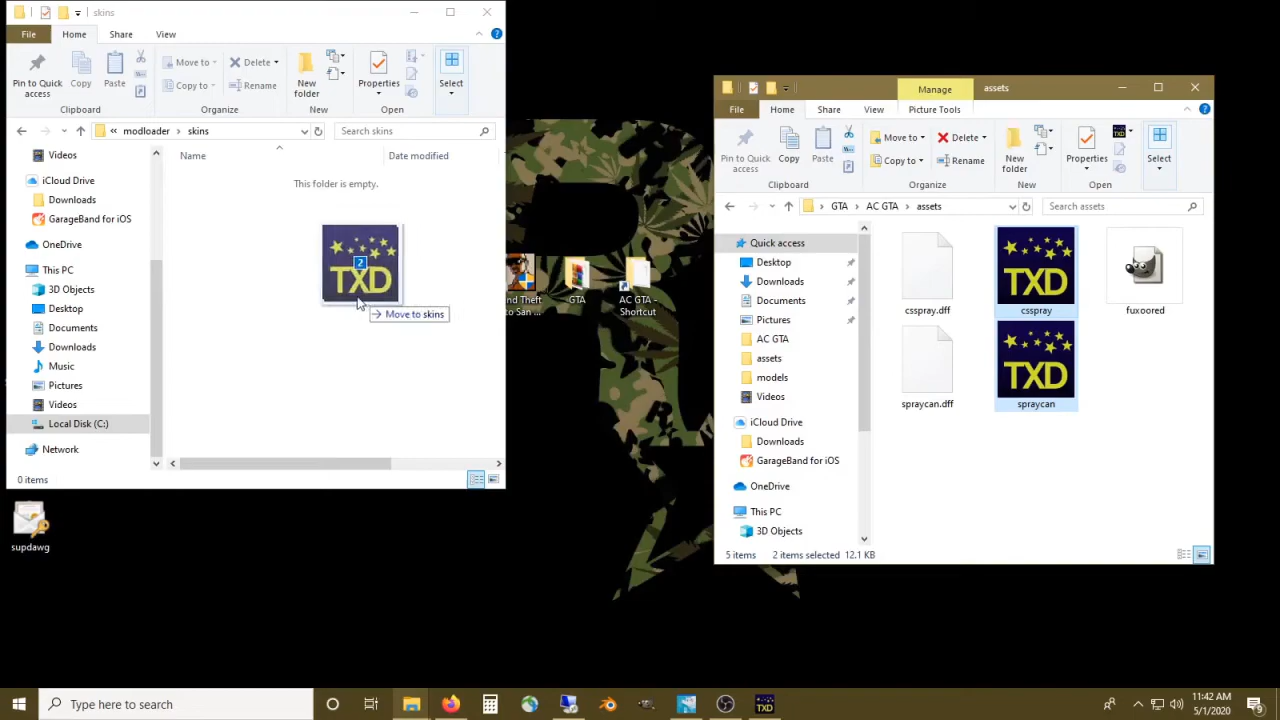 skins
File
Home
Share
View
Pin to Quick access
Copy
Paste
Move to
Copy to
Delete
Rename
New folder
Properties
Select
Clipboard
Organize
New
Open
« modloader › skins
Search skins
Videos
iCloud Drive
Downloads
GarageBand for iOS
OneDrive
This PC
3D Objects
Desktop
Documents
Downloads
Music
Pictures
Videos
Local Disk (C:)
Network
Name
Date modified
This folder is empty.
2
TXD
Move to skins
0 items
supdawg
GTA
AC GTA - Shortcut
Manage
assets
File
Home
Share
View
Picture Tools
Pin to Quick access
Copy
Paste
Move to
Copy to
Delete
Rename
New folder
Properties
Select
Clipboard
Organize
New
Open
GTA › AC GTA › assets
Search assets
Quick access
Desktop
Downloads
Documents
Pictures
AC GTA
assets
models
Videos
iCloud Drive
Downloads
GarageBand for iOS
OneDrive
This PC
3D Objects
csspray.dff
TXD
csspray
fuxoored
spraycan.dff
TXD
spraycan
5 items
2 items selected 12.1 KB
Type here to search
TXD
11:42 AM
5/1/2020
9